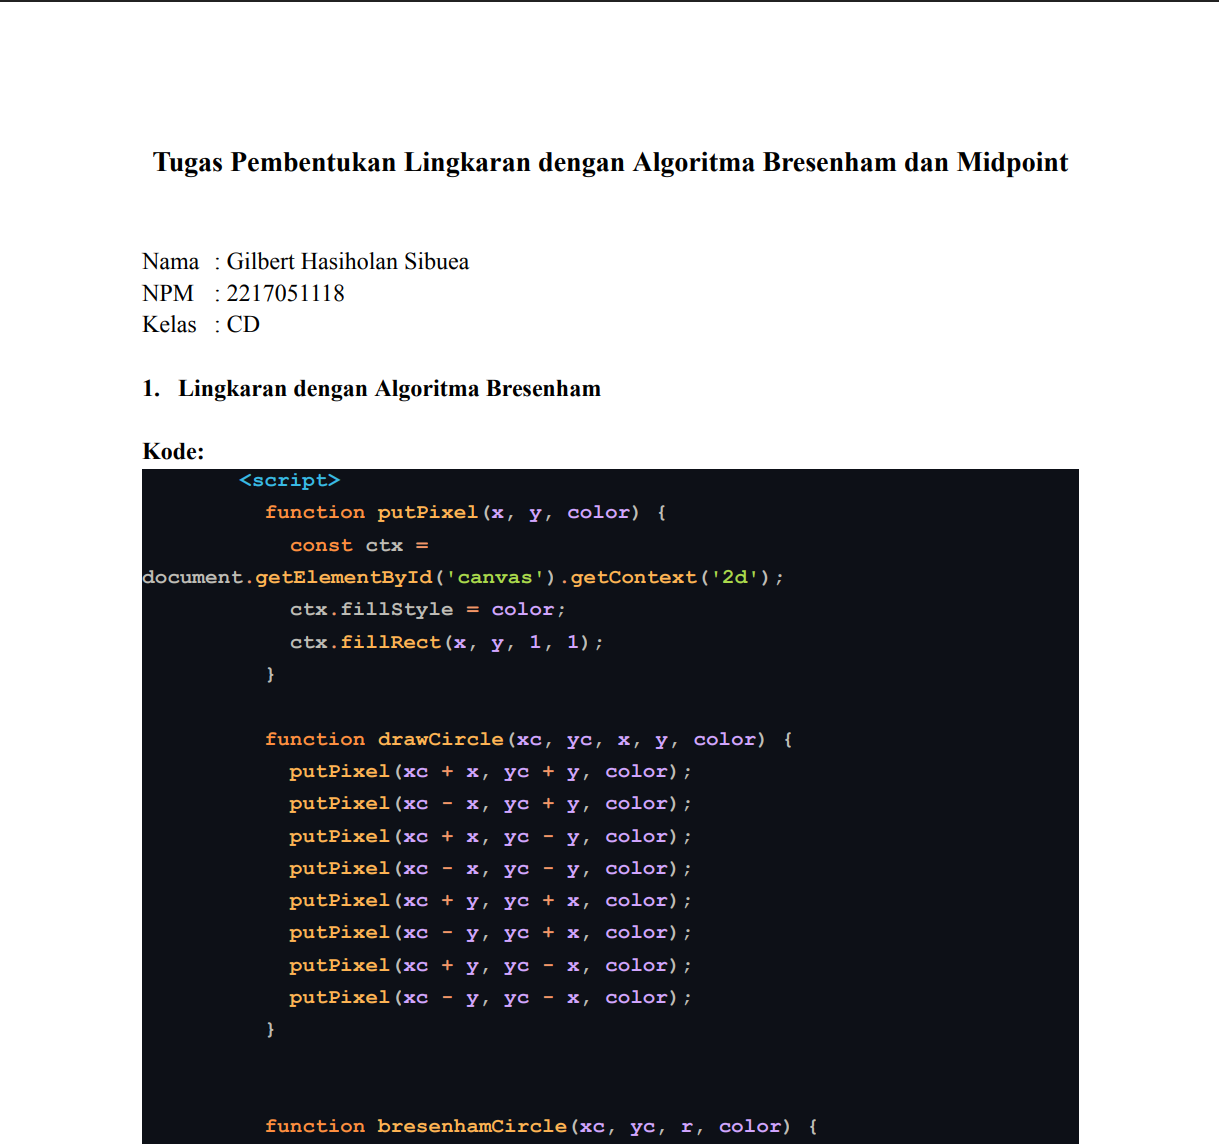 Tugas Pembentukan Lingkaran dengan Algoritma Bresenham dan Midpoint
Nama : Gilbert Hasiholan Sibuea
NPM : 2217051118
Kelas : CD
1. Lingkaran dengan Algoritma Bresenham
Kode:
<script>
function putPixel(x, y, color) {
const ctx =
document.getElementById('canvas').getContext('2d');
ctx.fillStyle = color;
ctx.fillRect(x, y, 1, 1);
}
function drawCircle(xc, yc, x, y, color) {
putPixel(xc + x, yc + y, color);
putPixel(xc - x, yc + y, color);
putPixel(xc + x, yc - y, color);
putPixel(xc - x, yc - y, color);
putPixel(xc + y, yc + x, color);
putPixel(xc - y, yc + x, color);
putPixel(xc + y, yc - x, color);
putPixel(xc - y, yc - x, color);
}
function bresenhamCircle(xc, yc, r, color) {